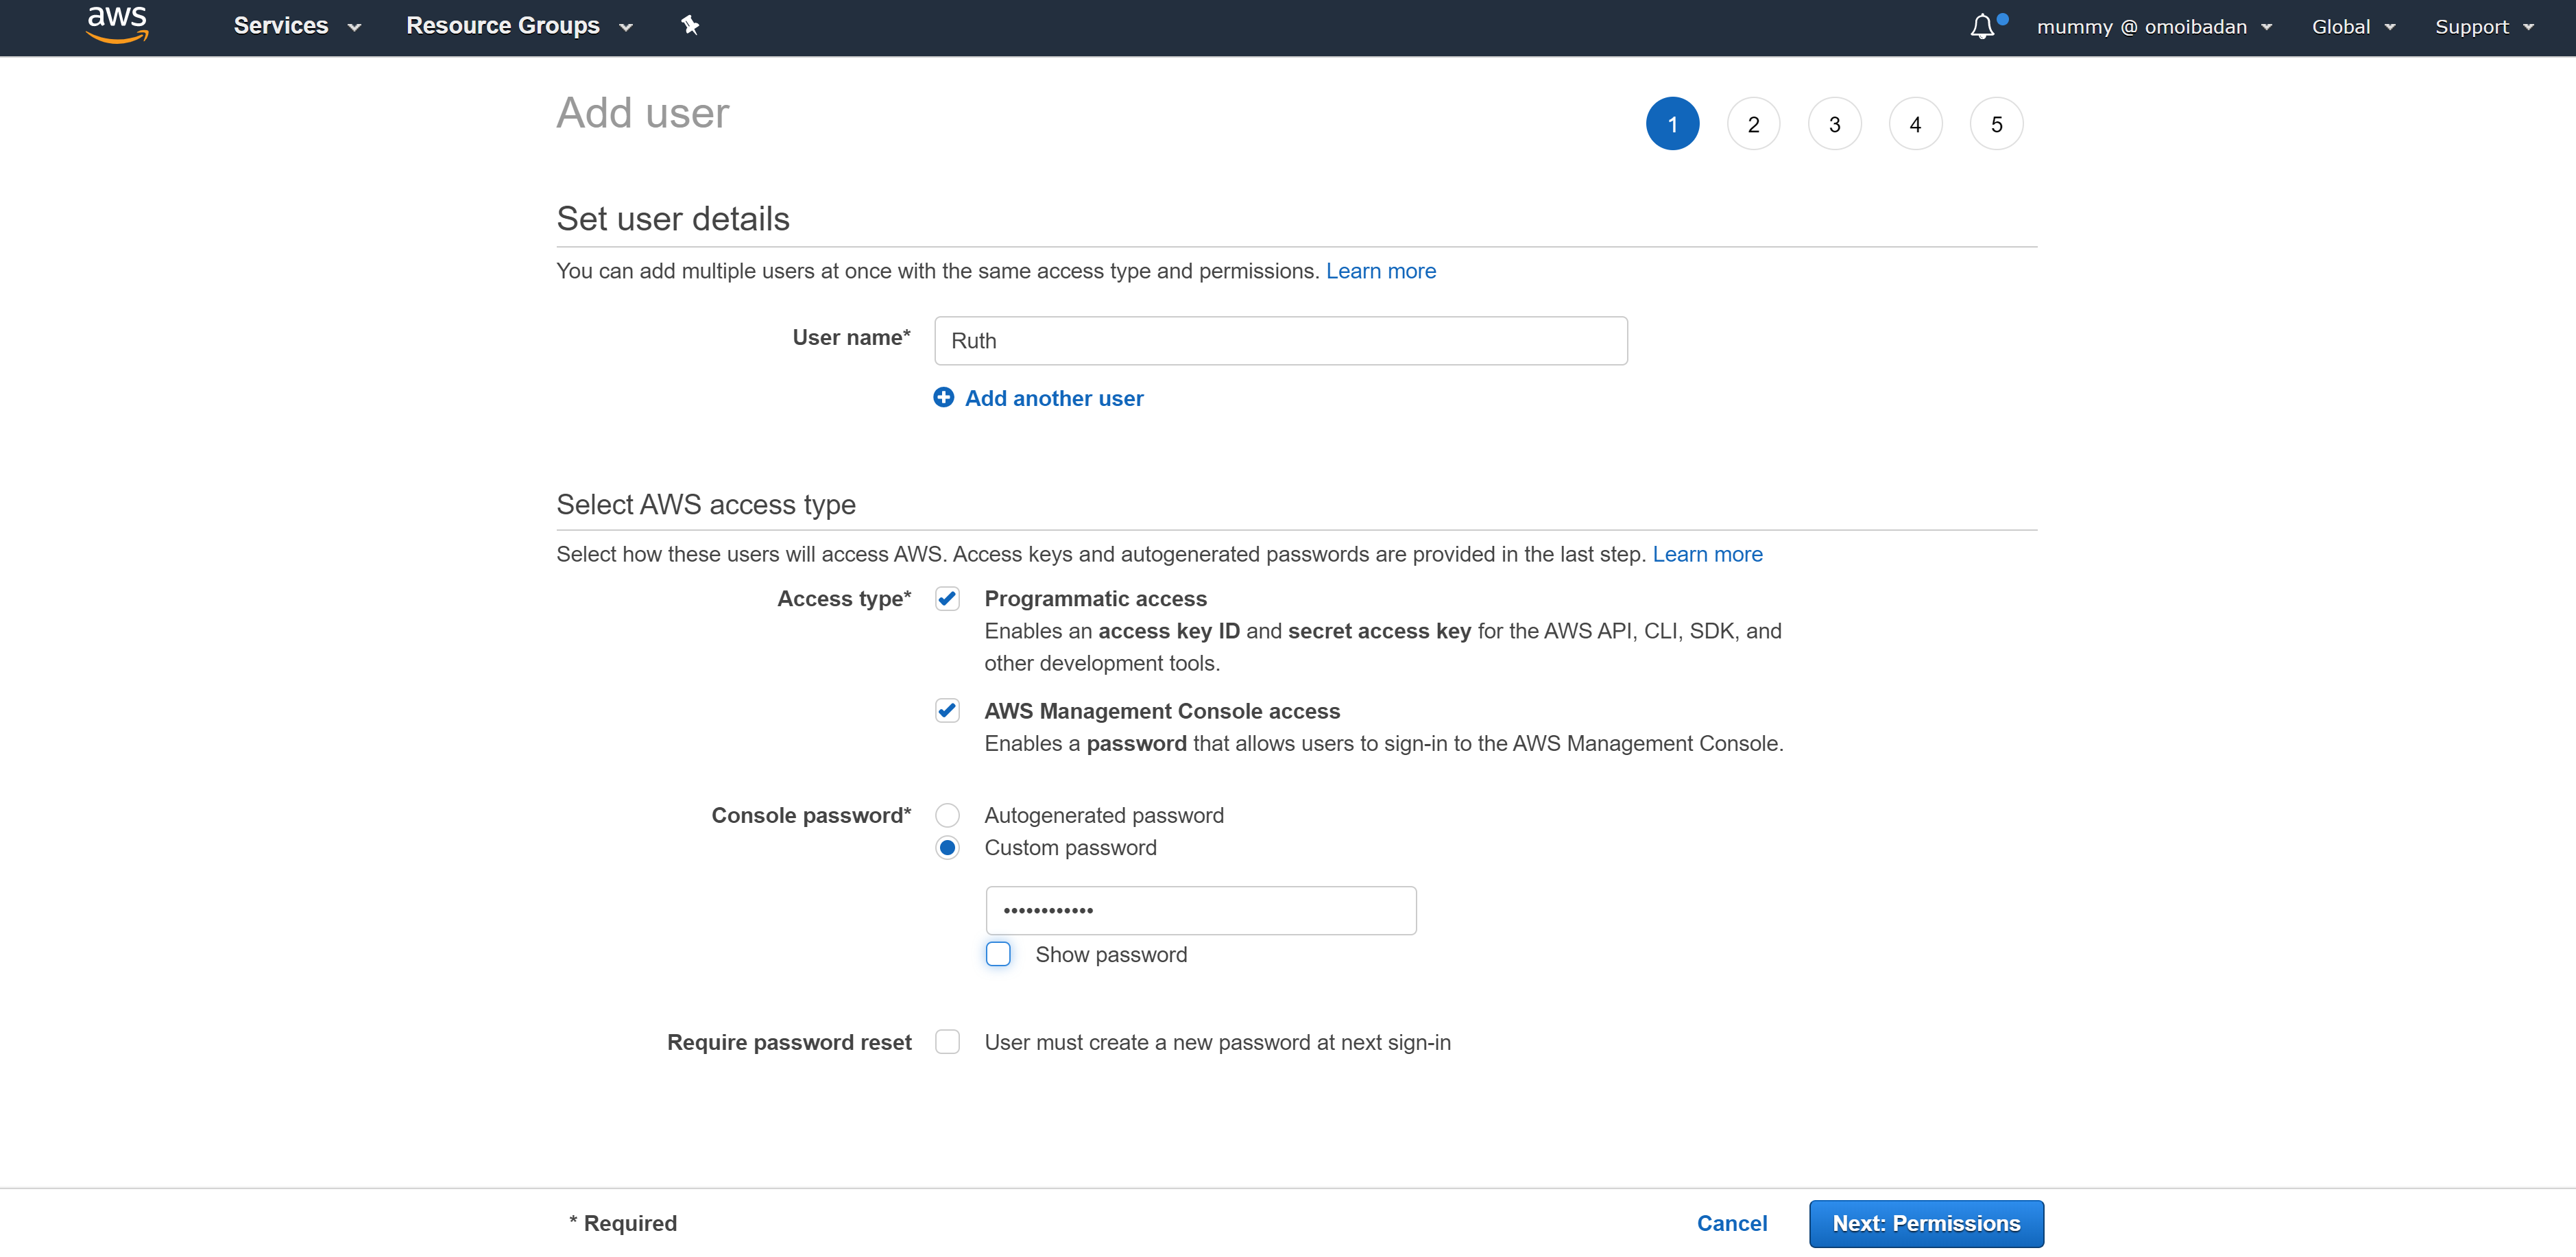 aws Services Resource Groups mummy @ omoibadan Global Support
Add user
1 2 3 4 5
Set user details
You can add multiple users at once with the same access type and permissions. Learn more
User name* Ruth
Add another user
Select AWS access type
Select how these users will access AWS. Access keys and autogenerated passwords are provided in the last step. Learn more
Access type* Programmatic access
Enables an access key ID and secret access key for the AWS API, CLI, SDK, and
other development tools.
AWS Management Console access
Enables a password that allows users to sign-in to the AWS Management Console.
Console password* Autogenerated password
Custom password
••••••••••••
Show password
Require password reset User must create a new password at next sign-in
* Required Cancel Next: Permissions